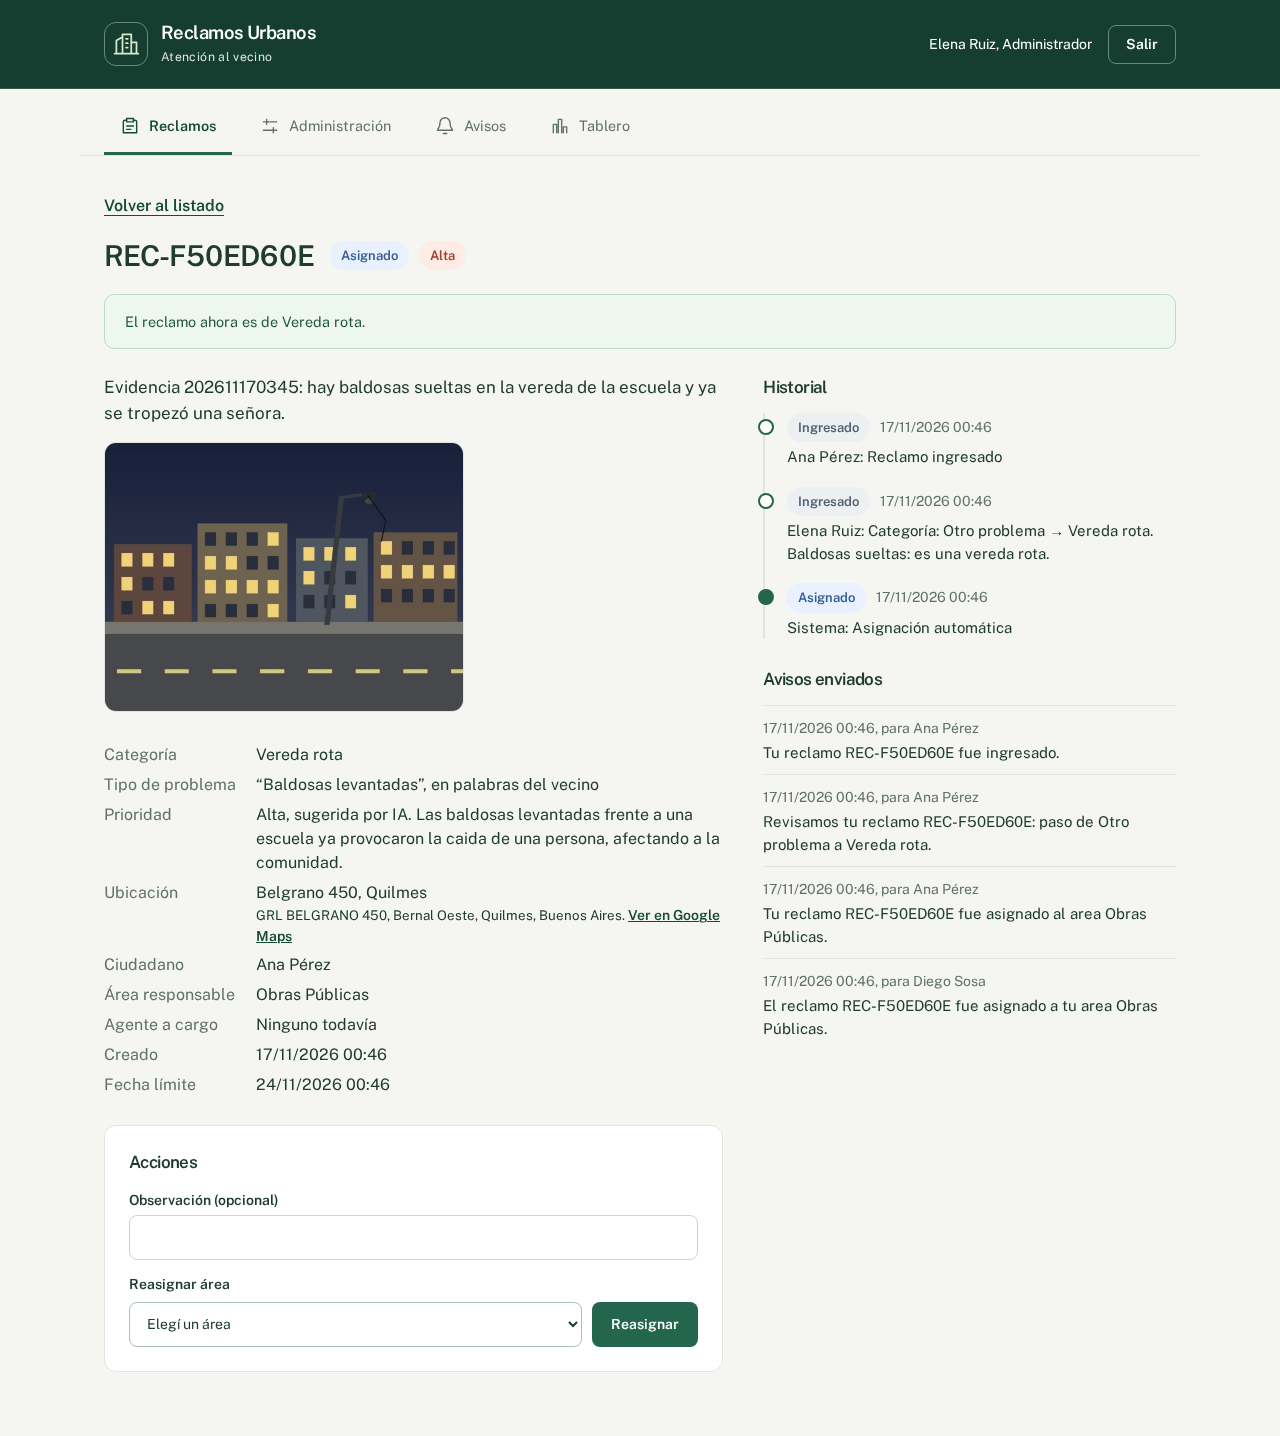 Reclamos Urbanos
Atención al vecino
Elena Ruiz, Administrador
Salir
Reclamos
Administración
Avisos
Tablero
Volver al listado
REC-F50ED60E
Asignado
Alta
El reclamo ahora es de Vereda rota.
Evidencia 202611170345: hay baldosas sueltas en la vereda de la escuela y ya
se tropezó una señora.
Categoría
Vereda rota
Tipo de problema
“Baldosas levantadas”, en palabras del vecino
Prioridad
Alta, sugerida por IA. Las baldosas levantadas frente a una
escuela ya provocaron la caida de una persona, afectando a la
comunidad.
Ubicación
Belgrano 450, Quilmes
GRL BELGRANO 450, Bernal Oeste, Quilmes, Buenos Aires. Ver en Google
Maps
Ciudadano
Ana Pérez
Área responsable
Obras Públicas
Agente a cargo
Ninguno todavía
Creado
17/11/2026 00:46
Fecha límite
24/11/2026 00:46
Acciones
Observación (opcional)
Reasignar área
Elegí un área
Reasignar
Historial
Ingresado
17/11/2026 00:46
Ana Pérez: Reclamo ingresado
Ingresado
17/11/2026 00:46
Elena Ruiz: Categoría: Otro problema → Vereda rota.
Baldosas sueltas: es una vereda rota.
Asignado
17/11/2026 00:46
Sistema: Asignación automática
Avisos enviados
17/11/2026 00:46, para Ana Pérez
Tu reclamo REC-F50ED60E fue ingresado.
17/11/2026 00:46, para Ana Pérez
Revisamos tu reclamo REC-F50ED60E: paso de Otro
problema a Vereda rota.
17/11/2026 00:46, para Ana Pérez
Tu reclamo REC-F50ED60E fue asignado al area Obras
Públicas.
17/11/2026 00:46, para Diego Sosa
El reclamo REC-F50ED60E fue asignado a tu area Obras
Públicas.